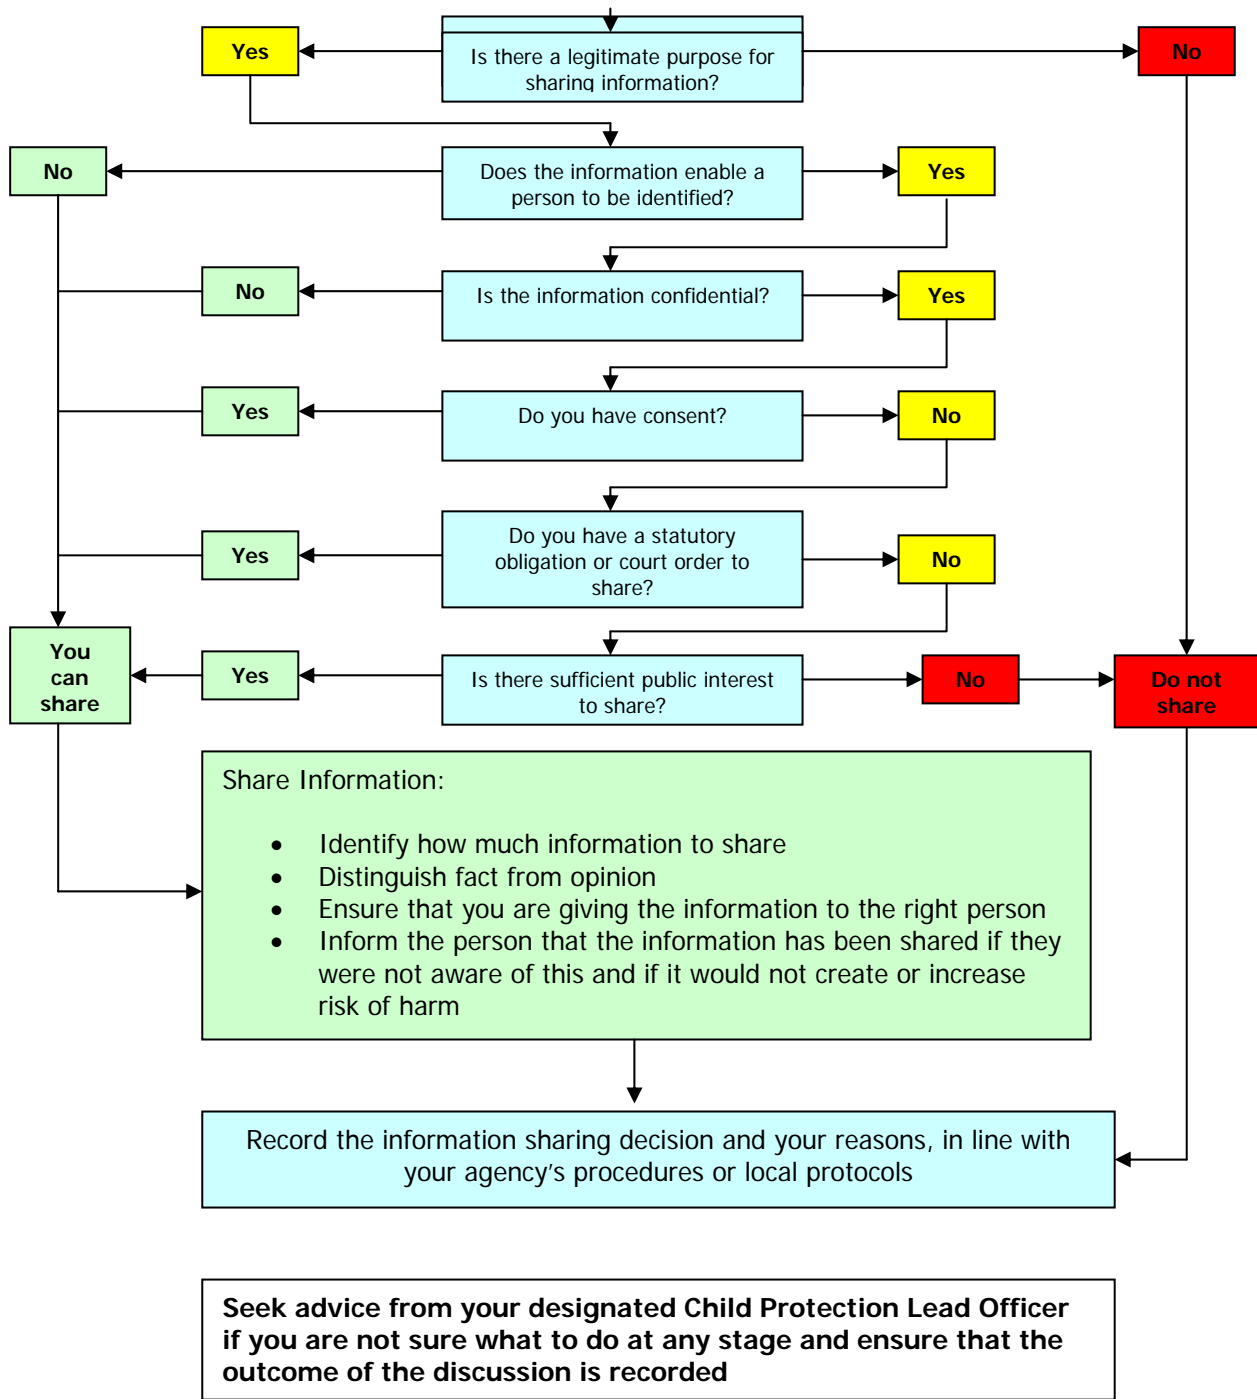 Yes
Is there a legitimate purpose for
sharing information?
No
No
Does the information enable a
person to be identified?
Yes
No
Is the information confidential?
Yes
Yes
Do you have consent?
No
Yes
Do you have a statutory
obligation or court order to
share?
No
You
can
share
Yes
Is there sufficient public interest
to share?
No
Do not
share
Share Information:
• Identify how much information to share
• Distinguish fact from opinion
• Ensure that you are giving the information to the right person
• Inform the person that the information has been shared if they
were not aware of this and if it would not create or increase
risk of harm
Record the information sharing decision and your reasons, in line with
your agency’s procedures or local protocols
Seek advice from your designated Child Protection Lead Officer
if you are not sure what to do at any stage and ensure that the
outcome of the discussion is recorded